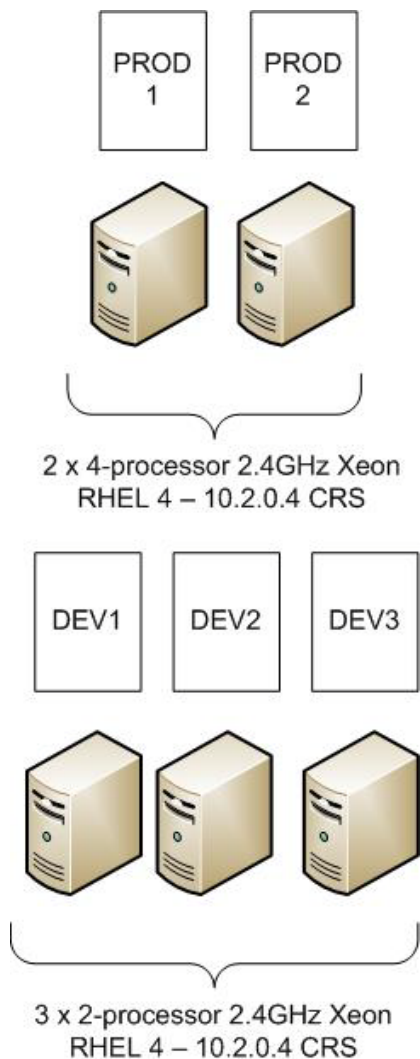 PROD
1
PROD
2
2 x 4-processor 2.4GHz Xeon
RHEL 4 – 10.2.0.4 CRS
DEV1
DEV2
DEV3
3 x 2-processor 2.4GHz Xeon
RHEL 4 – 10.2.0.4 CRS